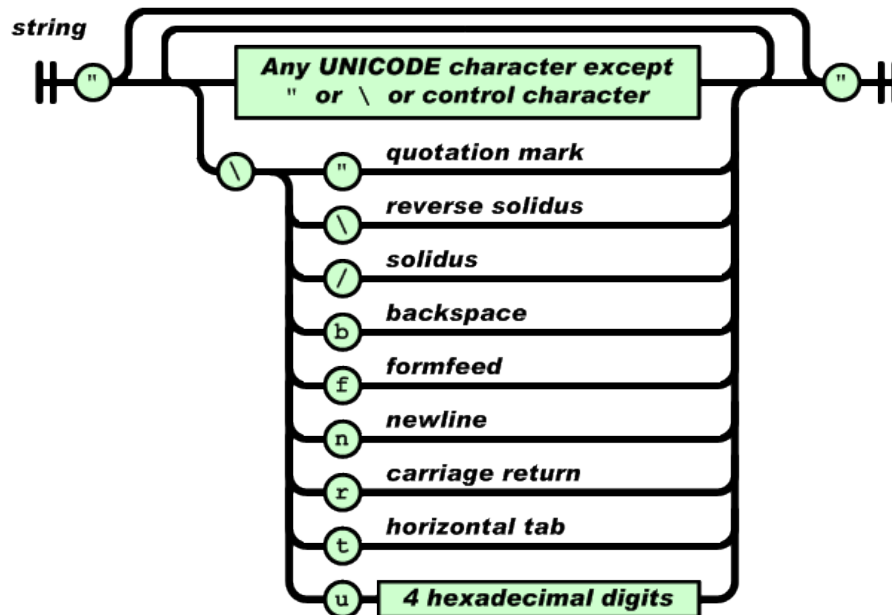 string
" Any UNICODE character except "
" or \ or control character
\ " quotation mark
\ reverse solidus
/ solidus
b backspace
f formfeed
n newline
r carriage return
t horizontal tab
u 4 hexadecimal digits